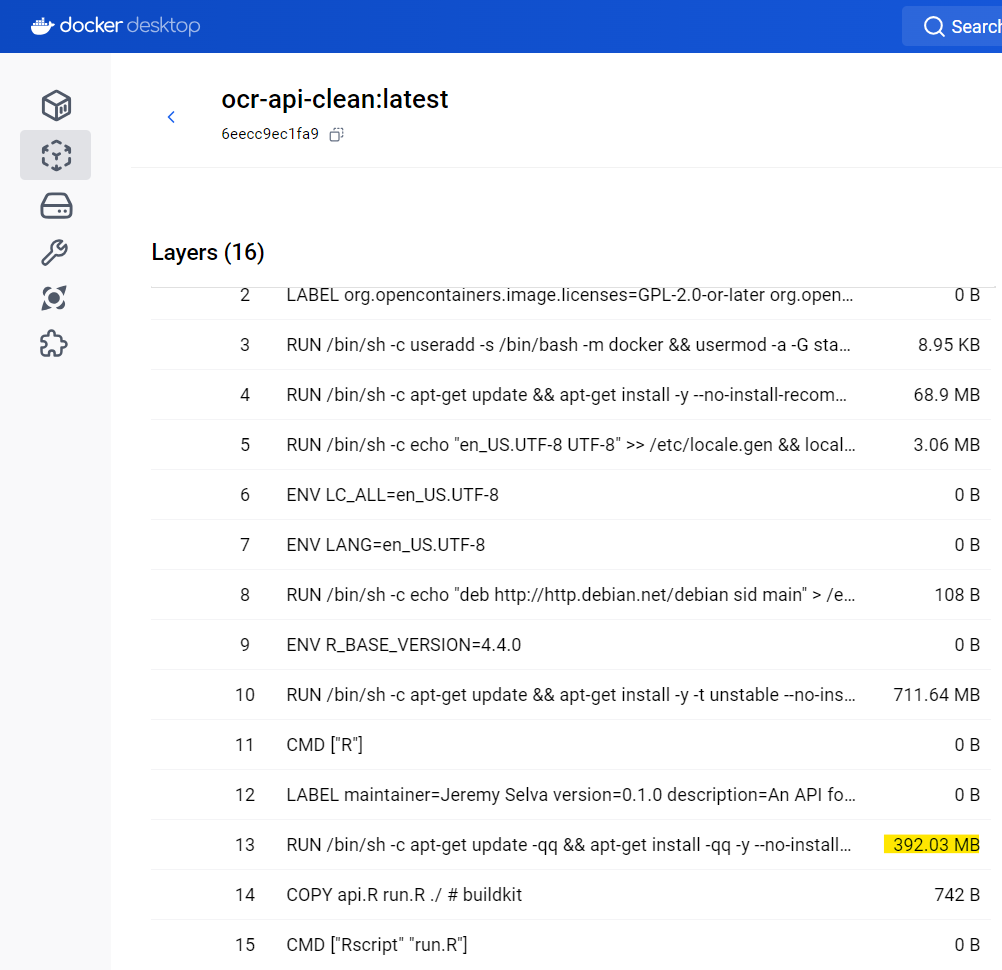 docker desktop
Search
ocr-api-clean:latest
6eecc9ec1fa9
Layers (16)
2 LABEL org.opencontainers.image.licenses=GPL-2.0-or-later org.open... 0 B
3 RUN /bin/sh -c useradd -s /bin/bash -m docker && usermod -a -G sta... 8.95 KB
4 RUN /bin/sh -c apt-get update && apt-get install -y --no-install-recom... 68.9 MB
5 RUN /bin/sh -c echo "en_US.UTF-8 UTF-8" >> /etc/locale.gen && local... 3.06 MB
6 ENV LC_ALL=en_US.UTF-8 0 B
7 ENV LANG=en_US.UTF-8 0 B
8 RUN /bin/sh -c echo "deb http://http.debian.net/debian sid main" > /e... 108 B
9 ENV R_BASE_VERSION=4.4.0 0 B
10 RUN /bin/sh -c apt-get update && apt-get install -y -t unstable --no-ins... 711.64 MB
11 CMD ["R"] 0 B
12 LABEL maintainer=Jeremy Selva version=0.1.0 description=An API fo... 0 B
13 RUN /bin/sh -c apt-get update -qq && apt-get install -qq -y --no-install... 392.03 MB
14 COPY api.R run.R ./ # buildkit 742 B
15 CMD ["Rscript" "run.R"] 0 B